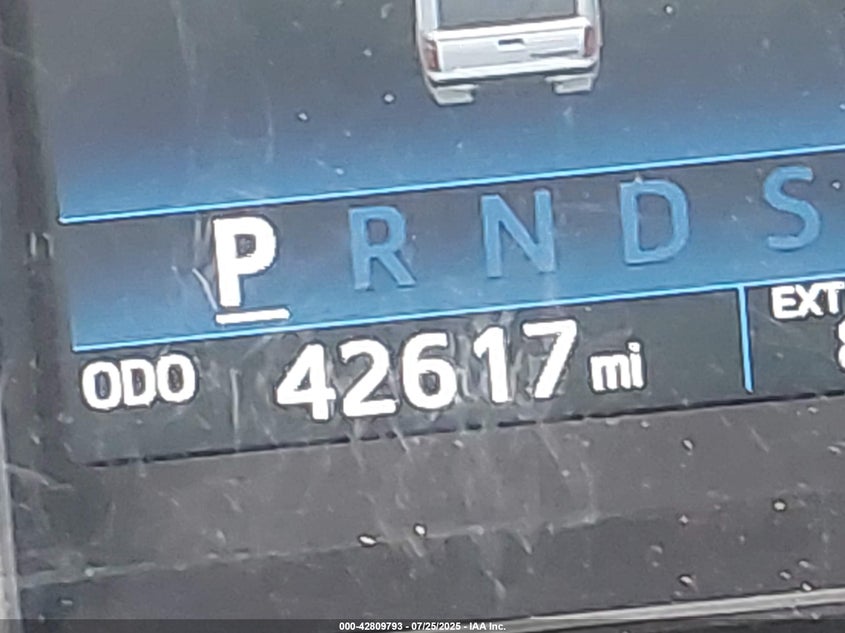 P R N D S
ODO 42617 mi
EXT
000-42809793 - 07/25/2025 - IAA Inc.